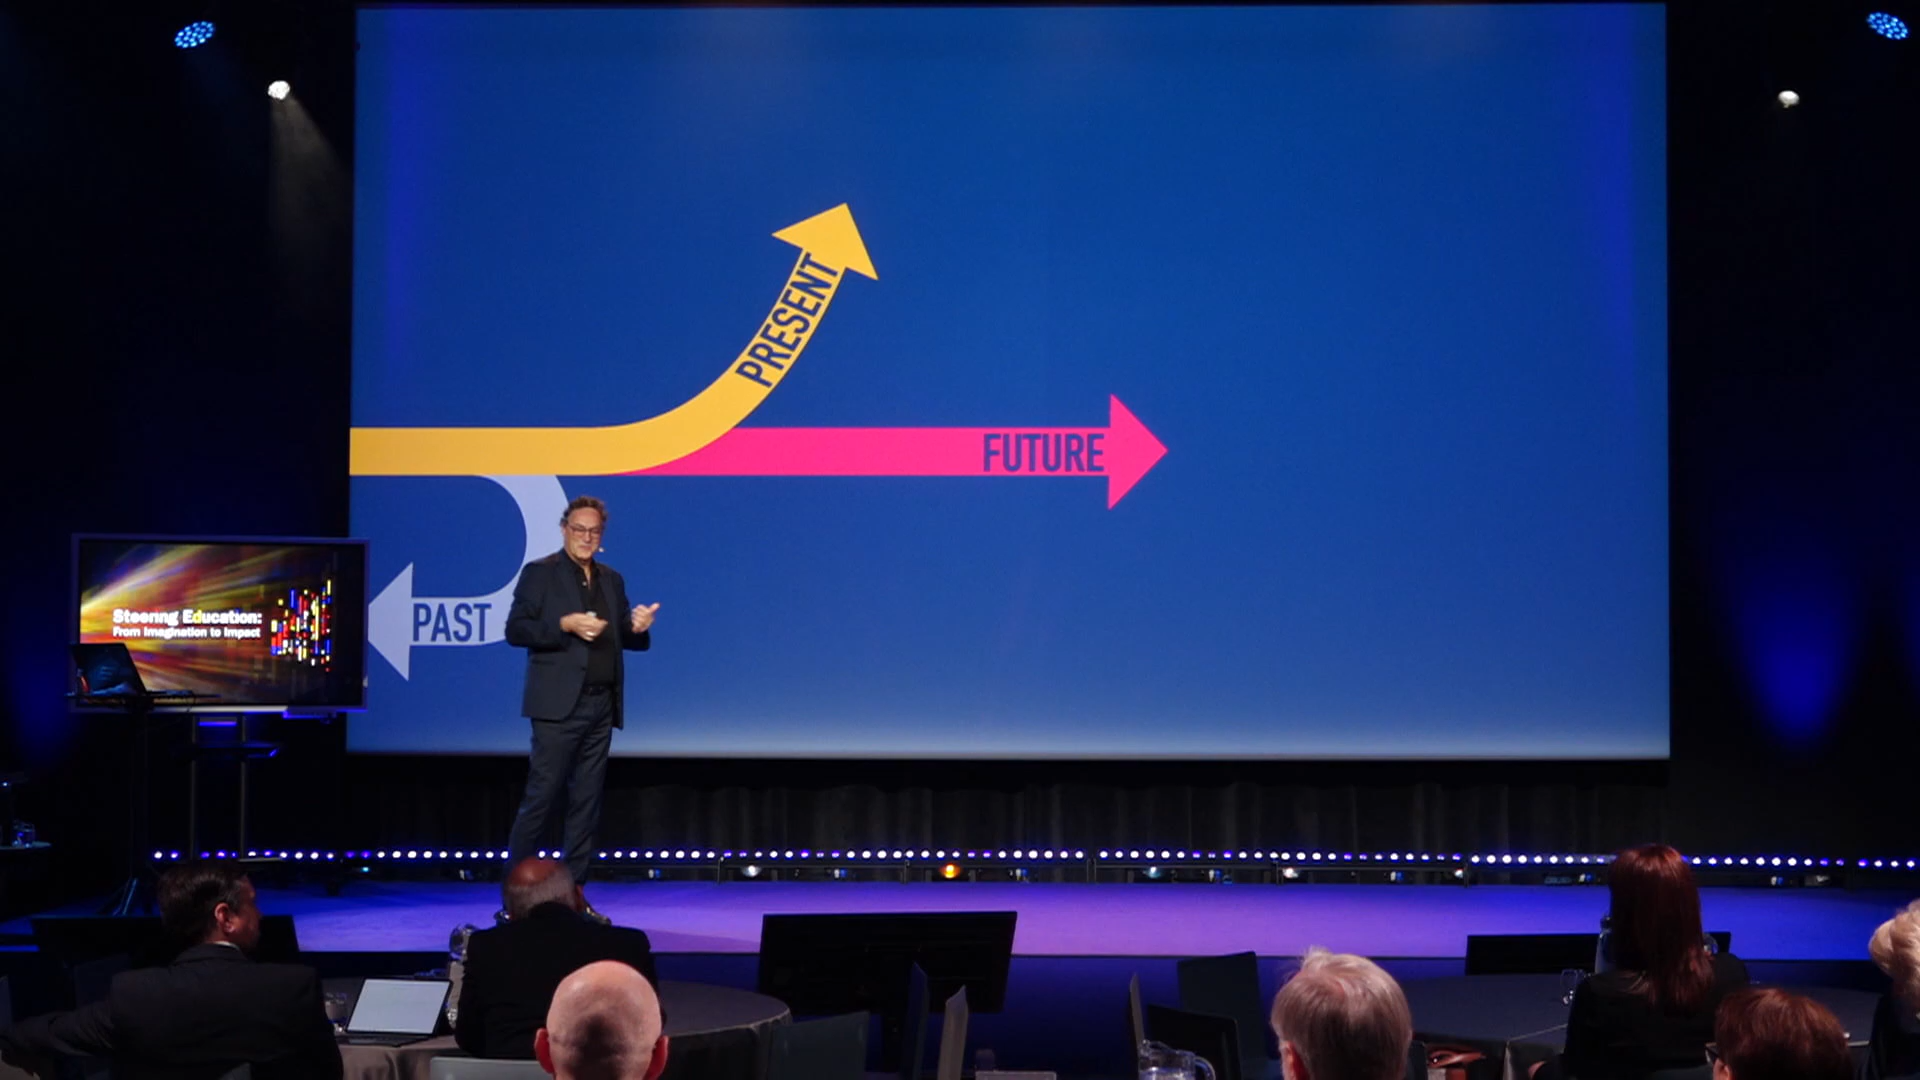 PRESENT
FUTURE
PAST
Steering Education:
From Imagination to Impact